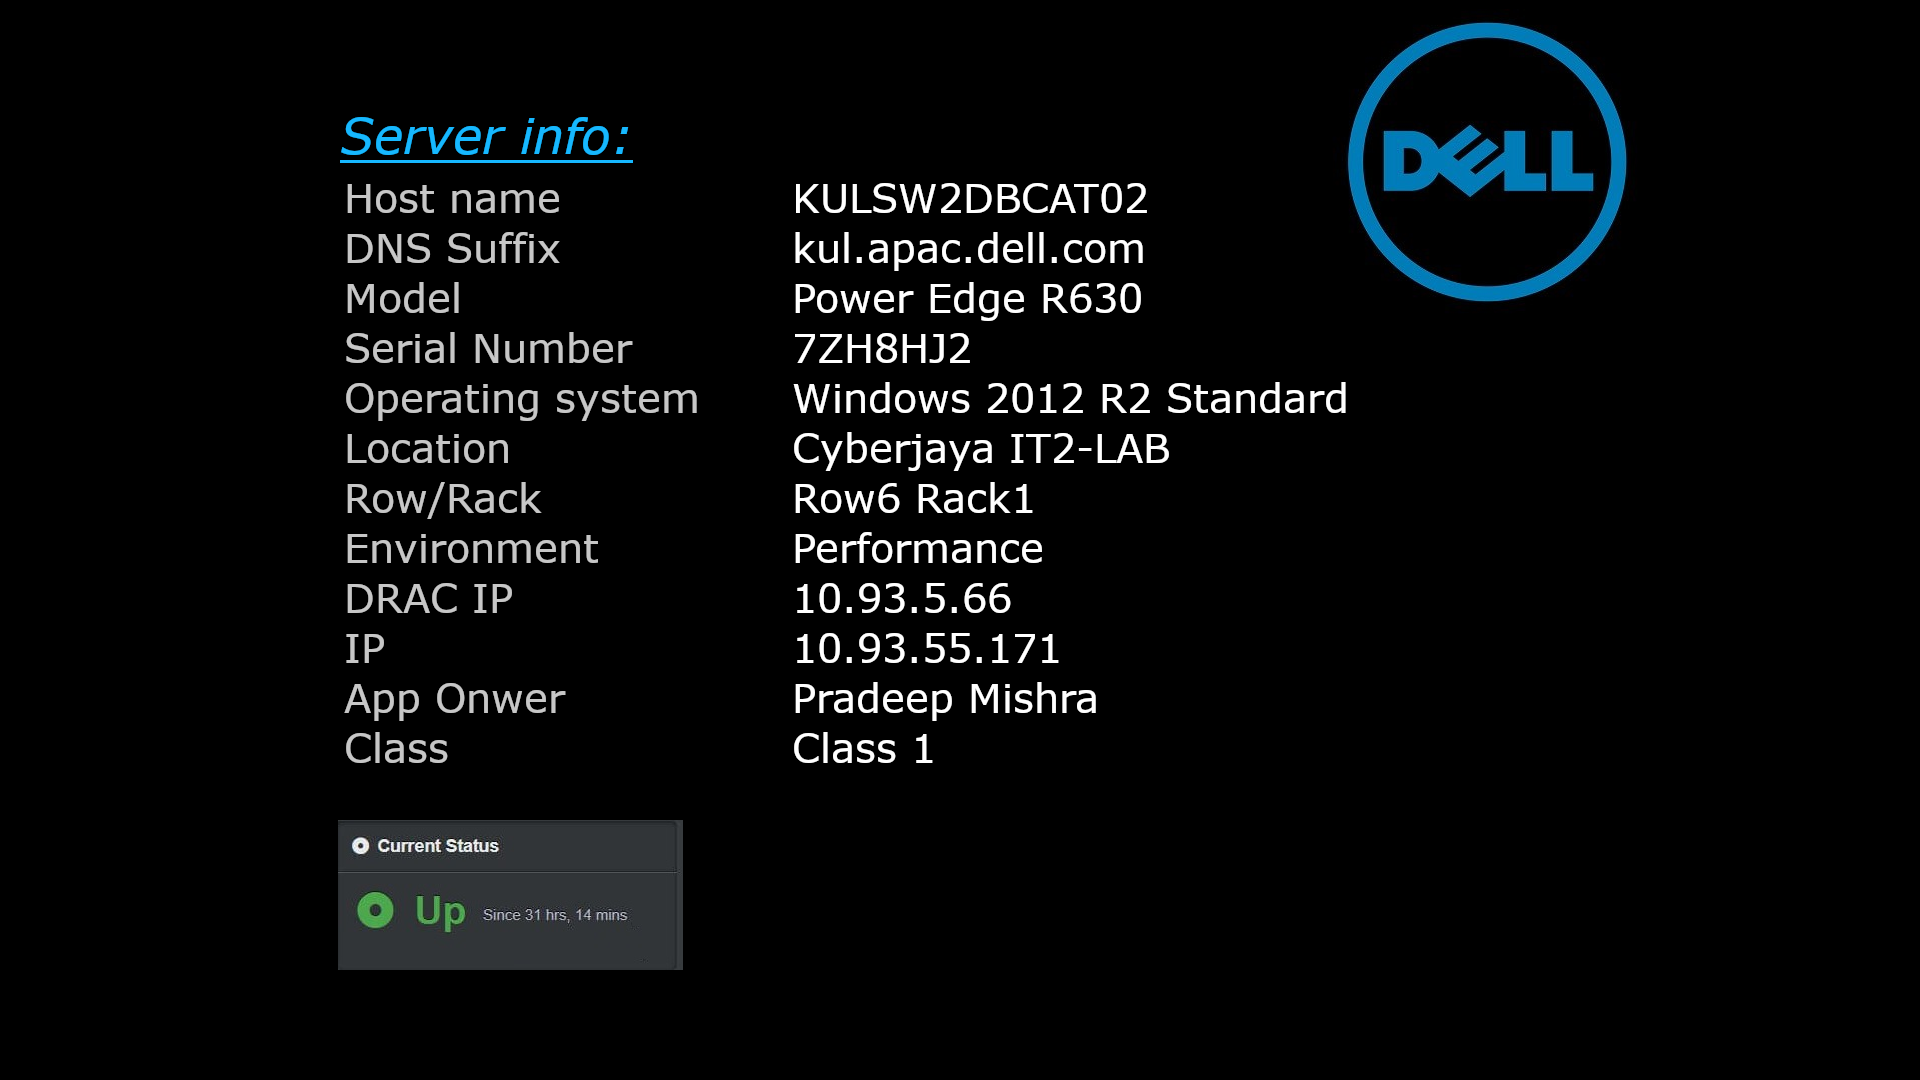 DELL
Server info:
Host name KULSW2DBCAT02
DNS Suffix kul.apac.dell.com
Model Power Edge R630
Serial Number 7ZH8HJ2
Operating system Windows 2012 R2 Standard
Location Cyberjaya IT2-LAB
Row/Rack Row6 Rack1
Environment Performance
DRAC IP 10.93.5.66
IP 10.93.55.171
App Onwer Pradeep Mishra
Class Class 1
Current Status
Up Since 31 hrs, 14 mins